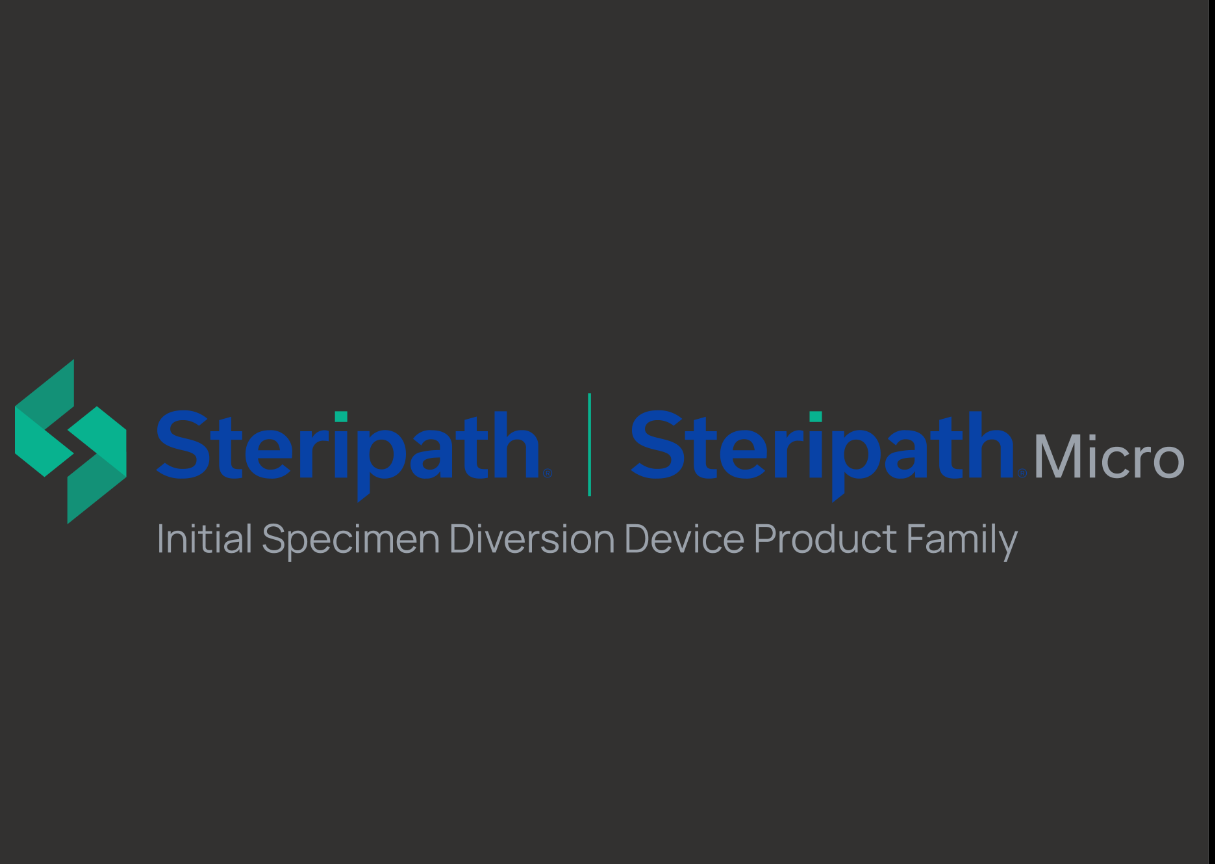 Steripath® | Steripath® Micro
Initial Specimen Diversion Device Product Family